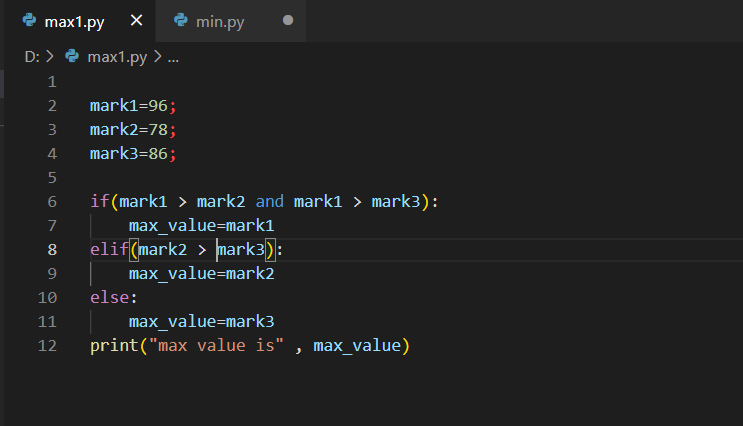 max1.py × min.py ●
D: > max1.py > ...
1
2 mark1=96;
3 mark2=78;
4 mark3=86;
5
6 if(mark1 > mark2 and mark1 > mark3):
7     max_value=mark1
8 elif(mark2 > mark3):
9     max_value=mark2
10 else:
11     max_value=mark3
12 print("max value is" , max_value)